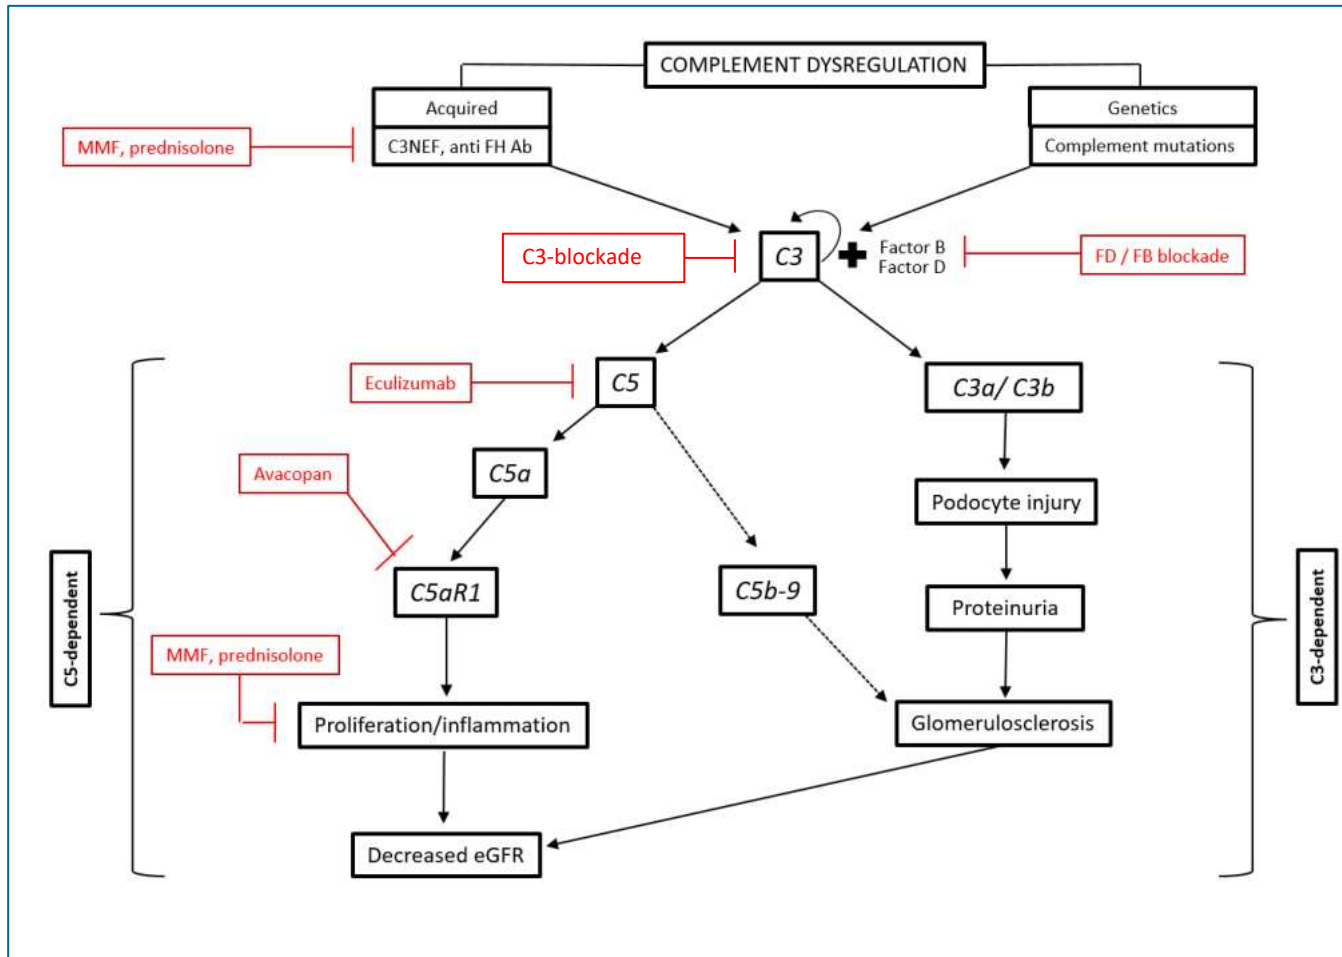 COMPLEMENT DYSREGULATION
Acquired
C3NEF, anti FH Ab
Genetics
Complement mutations
MMF, prednisolone
C3-blockade
C3
Factor B
Factor D
FD / FB blockade
Eculizumab
C5
C3a/ C3b
Avacopan
C5a
Podocyte injury
C5aR1
C5b-9
Proteinuria
C5-dependent
C3-dependent
MMF, prednisolone
Proliferation/inflammation
Glomerulosclerosis
Decreased eGFR